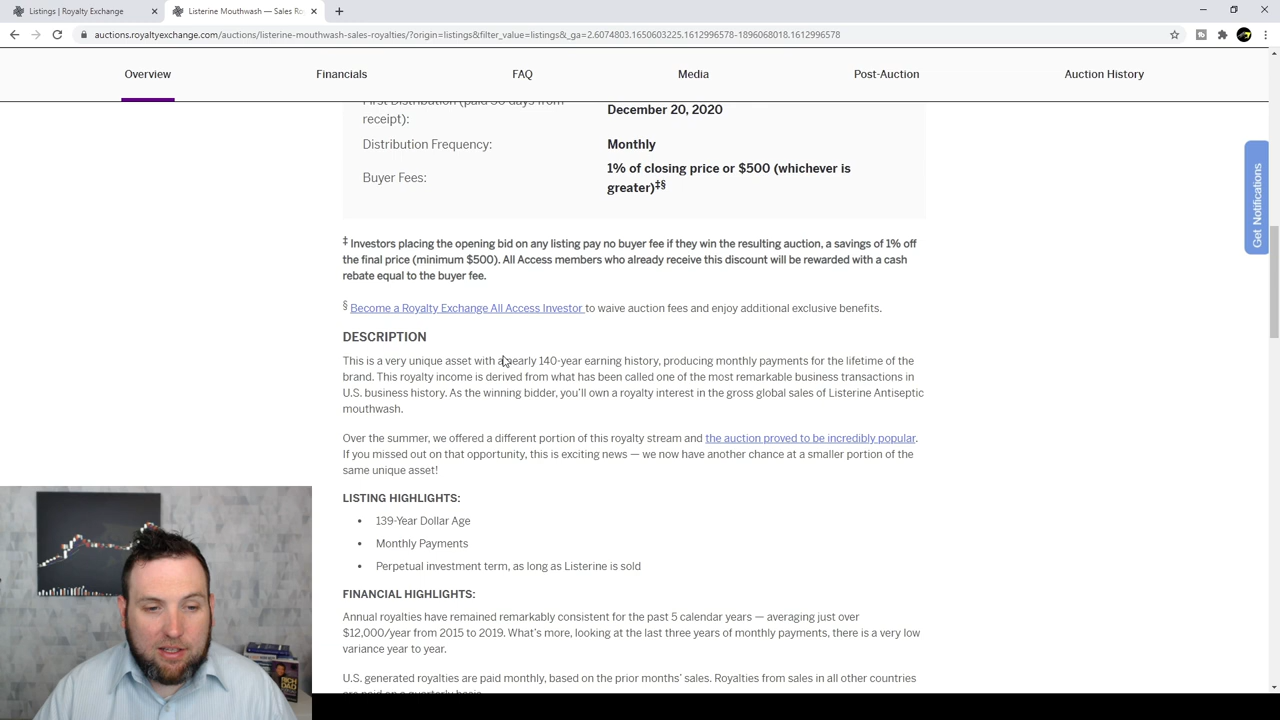 Listings | Royalty Exchange
Listerine Mouthwash — Sales Ro
auctions.royaltyexchange.com/auctions/listerine-mouthwash-sales-royalties/?origin=listings&filter_value=listings&_ga=2.6074803.1650603225.1612996578-1896068018.1612996578
Overview Financials FAQ Media Post-Auction Auction History
First Distribution (paid 30 days from
receipt):
December 20, 2020
Distribution Frequency: Monthly
Buyer Fees: 1% of closing price or $500 (whichever is
greater)‡§
‡ Investors placing the opening bid on any listing pay no buyer fee if they win the resulting auction, a savings of 1% off
the final price (minimum $500). All Access members who already receive this discount will be rewarded with a cash
rebate equal to the buyer fee.
§ Become a Royalty Exchange All Access Investor to waive auction fees and enjoy additional exclusive benefits.
DESCRIPTION
This is a very unique asset with a nearly 140-year earning history, producing monthly payments for the lifetime of the
brand. This royalty income is derived from what has been called one of the most remarkable business transactions in
U.S. business history. As the winning bidder, you'll own a royalty interest in the gross global sales of Listerine Antiseptic
mouthwash.
Over the summer, we offered a different portion of this royalty stream and the auction proved to be incredibly popular.
If you missed out on that opportunity, this is exciting news — we now have another chance at a smaller portion of the
same unique asset!
LISTING HIGHLIGHTS:
• 139-Year Dollar Age
• Monthly Payments
• Perpetual investment term, as long as Listerine is sold
FINANCIAL HIGHLIGHTS:
Annual royalties have remained remarkably consistent for the past 5 calendar years — averaging just over
$12,000/year from 2015 to 2019. What's more, looking at the last three years of monthly payments, there is a very low
variance year to year.
U.S. generated royalties are paid monthly, based on the prior months' sales. Royalties from sales in all other countries
are paid on a quarterly basis.
Get Notifications
RICH
DAD